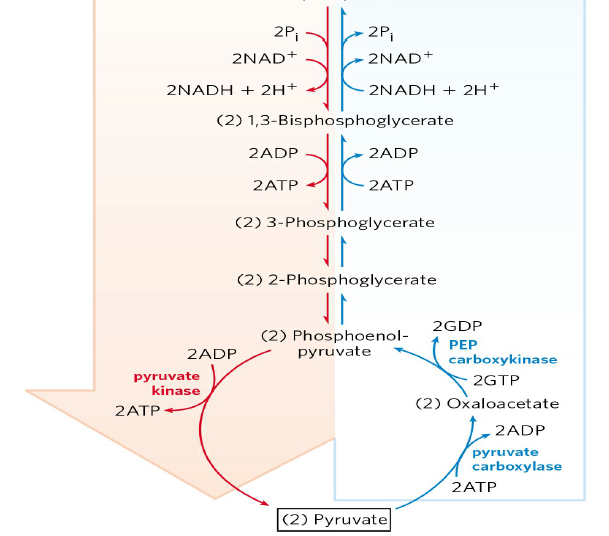 2Pi 2Pi
2NAD+ 2NAD+
2NADH + 2H+ 2NADH + 2H+
(2) 1,3-Bisphosphoglycerate
2ADP 2ADP
2ATP 2ATP
(2) 3-Phosphoglycerate
(2) 2-Phosphoglycerate
(2) Phosphoenol-
pyruvate
2ADP
pyruvate
kinase
2ATP
2GDP
PEP
carboxykinase
2GTP
(2) Oxaloacetate
2ADP
pyruvate
carboxylase
2ATP
(2) Pyruvate